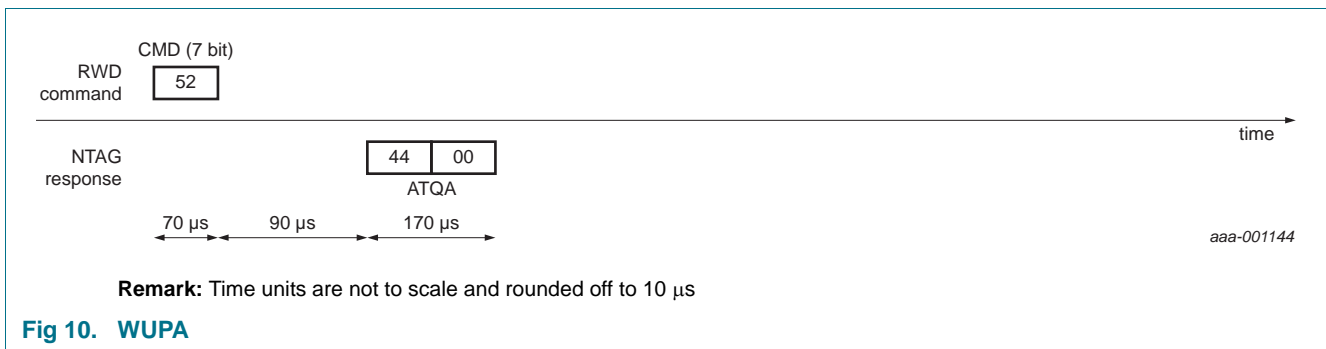 CMD (7 bit)
RWD
command
52
time
NTAG
response
44 00
ATQA
70 µs 90 µs 170 µs
aaa-001144
Remark: Time units are not to scale and rounded off to 10 µs
Fig 10. WUPA